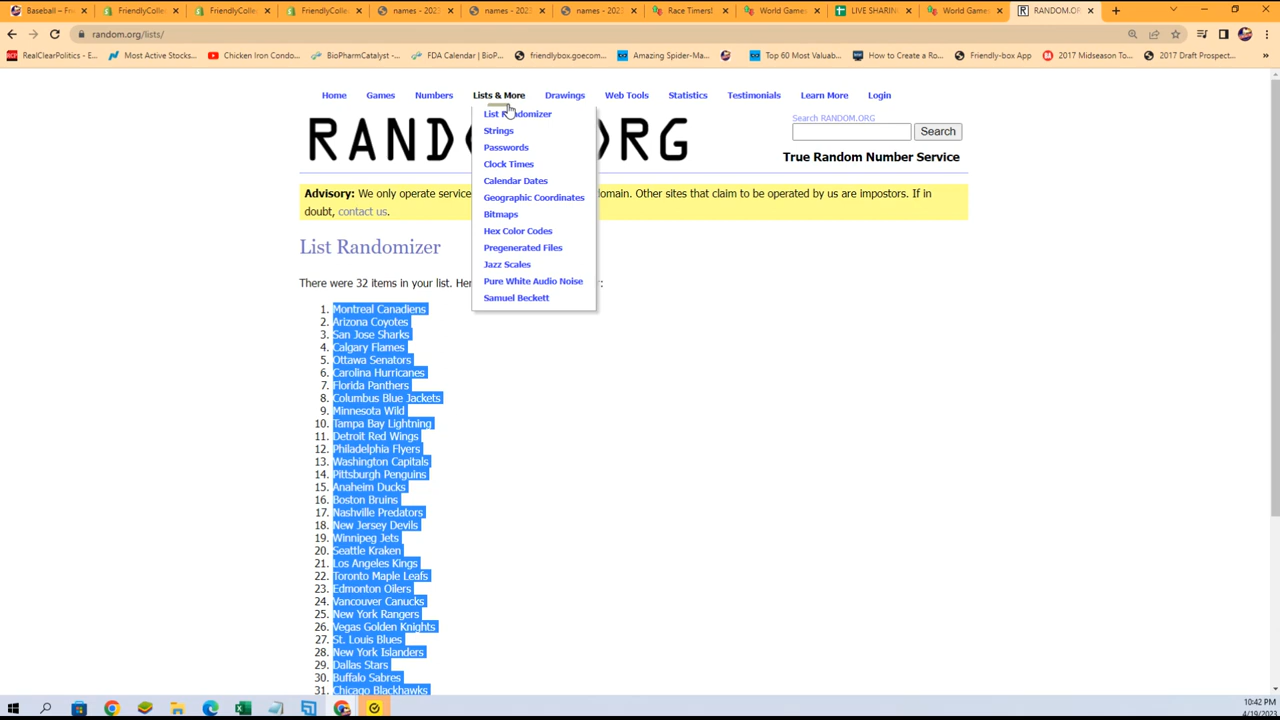 Baseball – F
FriendlyColle
FriendlyColle
FriendlyColle
names - 202
names - 202
names - 202
Race Timers!
World Game
LIVE SHARIN
World Game
RANDOM.OR
random.org/lists/
RealClearPolitics - E...
Most Active Stocks...
Chicken Iron Condo...
BioPharmCatalyst -...
FDA Calendar | BioP...
friendlybox.goecom...
Amazing Spider-Ma...
Top 60 Most Valuab...
How to Create a Ro...
Friendly-box App
2017 Midseason To...
2017 Draft Prospect...
»
Home Games Numbers Lists & More Drawings Web Tools Statistics Testimonials Learn More Login
List Randomizer
Strings
Passwords
Clock Times
Calendar Dates
Geographic Coordinates
Bitmaps
Hex Color Codes
Pregenerated Files
Jazz Scales
Pure White Audio Noise
Samuel Beckett
Search RANDOM.ORG
Search
True Random Number Service
RAND RG
Advisory: We only operate service omain. Other sites that claim to be operated by us are impostors. If in
doubt, contact us.
List Randomizer
There were 32 items in your list. He :
1. Montreal Canadiens
2. Arizona Coyotes
3. San Jose Sharks
4. Calgary Flames
5. Ottawa Senators
6. Carolina Hurricanes
7. Florida Panthers
8. Columbus Blue Jackets
9. Minnesota Wild
10. Tampa Bay Lightning
11. Detroit Red Wings
12. Philadelphia Flyers
13. Washington Capitals
14. Pittsburgh Penguins
15. Anaheim Ducks
16. Boston Bruins
17. Nashville Predators
18. New Jersey Devils
19. Winnipeg Jets
20. Seattle Kraken
21. Los Angeles Kings
22. Toronto Maple Leafs
23. Edmonton Oilers
24. Vancouver Canucks
25. New York Rangers
26. Vegas Golden Knights
27. St. Louis Blues
28. New York Islanders
29. Dallas Stars
30. Buffalo Sabres
31. Chicago Blackhawks
10:42 PM
4/19/2023